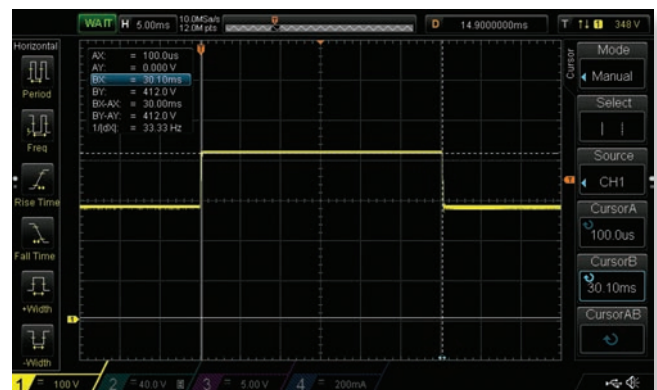 WAIT H 5.00ms 10.0MSa/s 12.0M pts D 14.9000000ms T 1 348 V
Horizontal
Period
Freq
Rise Time
Fall Time
+Width
-Width
AX: = 100.0us
AY: = 0.000 V
BX: = 30.10ms
BY: = 412.0 V
BX-AX: = 30.00ms
BY-AY: = 412.0 V
1/|dX|: = 33.33 Hz
T
T
1
Cursor
Mode
Manual
Select
Source
CH1
CursorA
100.0us
CursorB
30.10ms
CursorAB
1 = 100 V 2 = 40.0 V 3 = 5.00 V 4 = 200mA